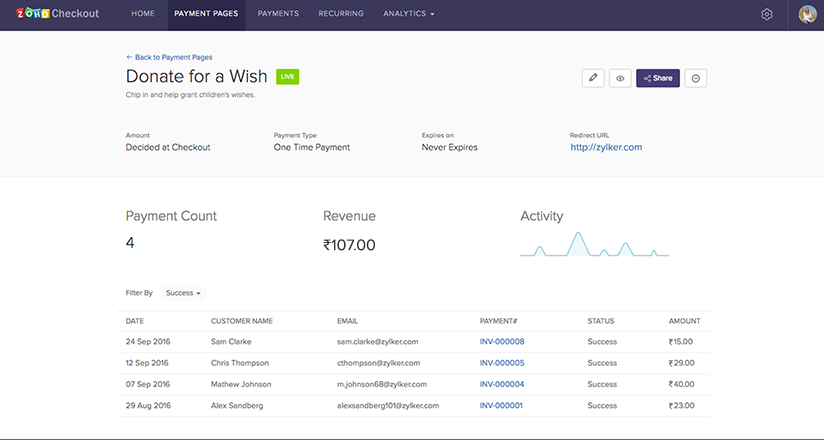 ZOHO Checkout HOME PAYMENT PAGES PAYMENTS RECURRING ANALYTICS
← Back to Payment Pages
Donate for a Wish LIVE
Share
Chip in and help grant children's wishes.
Amount Payment Type Expires on Redirect URL
Decided at Checkout One Time Payment Never Expires http://zylker.com
Payment Count Revenue Activity
4 ₹107.00
Filter By Success
DATE CUSTOMER NAME EMAIL PAYMENT# STATUS AMOUNT
24 Sep 2016 Sam Clarke sam.clarke@zylker.com INV-000008 Success ₹15.00
12 Sep 2016 Chris Thompson cthompson@zylker.com INV-000005 Success ₹29.00
07 Sep 2016 Mathew Johnson m.johnson68@zylker.com INV-000004 Success ₹40.00
29 Aug 2016 Alex Sandberg alexsandberg101@zylker.com INV-000001 Success ₹23.00